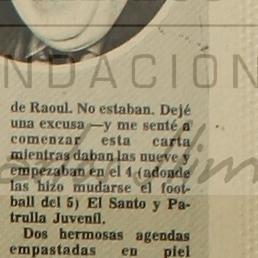 NDACIÓN
de Raoul. No estaban. Dejé
una excusa —y me senté a
comenzar esta carta
mientras daban las nueve y
empezaban en el 4 (adonde
las hizo mudarse el foot-
ball del 5) El Santo y Pa-
trulla Juvenil.
Dos hermosas agendas
empastadas en piel